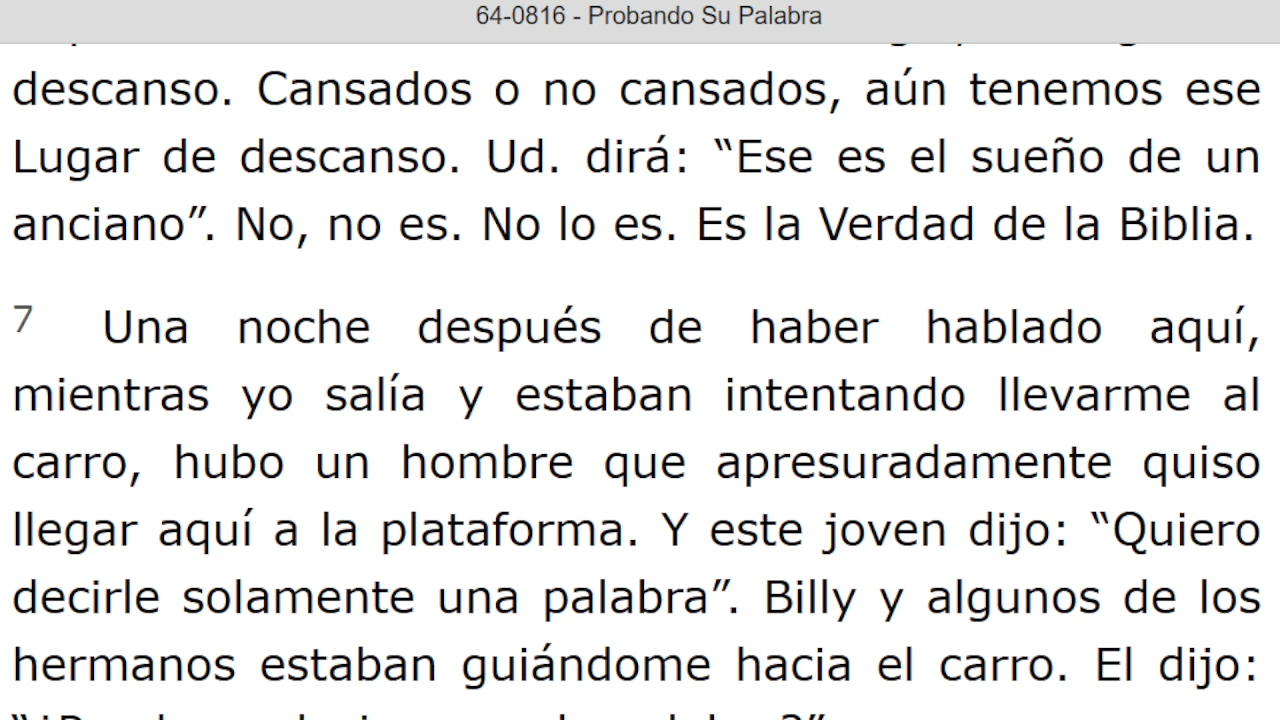 64-0816 - Probando Su Palabra
descanso. Cansados o no cansados, aún tenemos ese
Lugar de descanso. Ud. dirá: “Ese es el sueño de un
anciano”. No, no es. No lo es. Es la Verdad de la Biblia.
7 Una noche después de haber hablado aquí,
mientras yo salía y estaban intentando llevarme al
carro, hubo un hombre que apresuradamente quiso
llegar aquí a la plataforma. Y este joven dijo: “Quiero
decirle solamente una palabra”. Billy y algunos de los
hermanos estaban guiándome hacia el carro. El dijo: